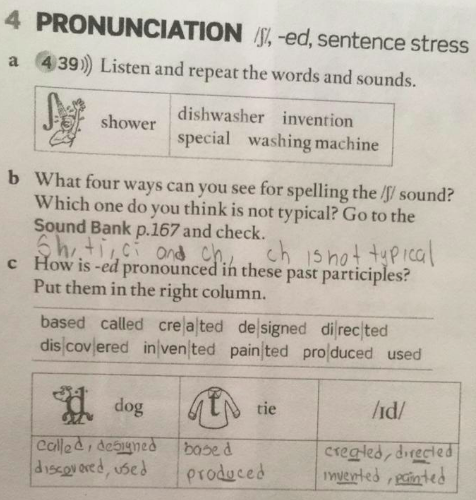 4 PRONUNCIATION /ʃ/, -ed, sentence stress
a 4 39))) Listen and repeat the words and sounds.
shower dishwasher invention
special washing machine
b What four ways can you see for spelling the /ʃ/ sound?
Which one do you think is not typical? Go to the
Sound Bank p.167 and check.
Sh, ti, ci and ch, ch is not typical
c How is -ed pronounced in these past participles?
Put them in the right column.
based called cre|a|ted de|signed di|rec|ted
dis|cov|ered in|ven|ted pain|ted pro|duced used
dog tie /ɪd/
called, designed based created, directed
discovered, used produced invented, painted